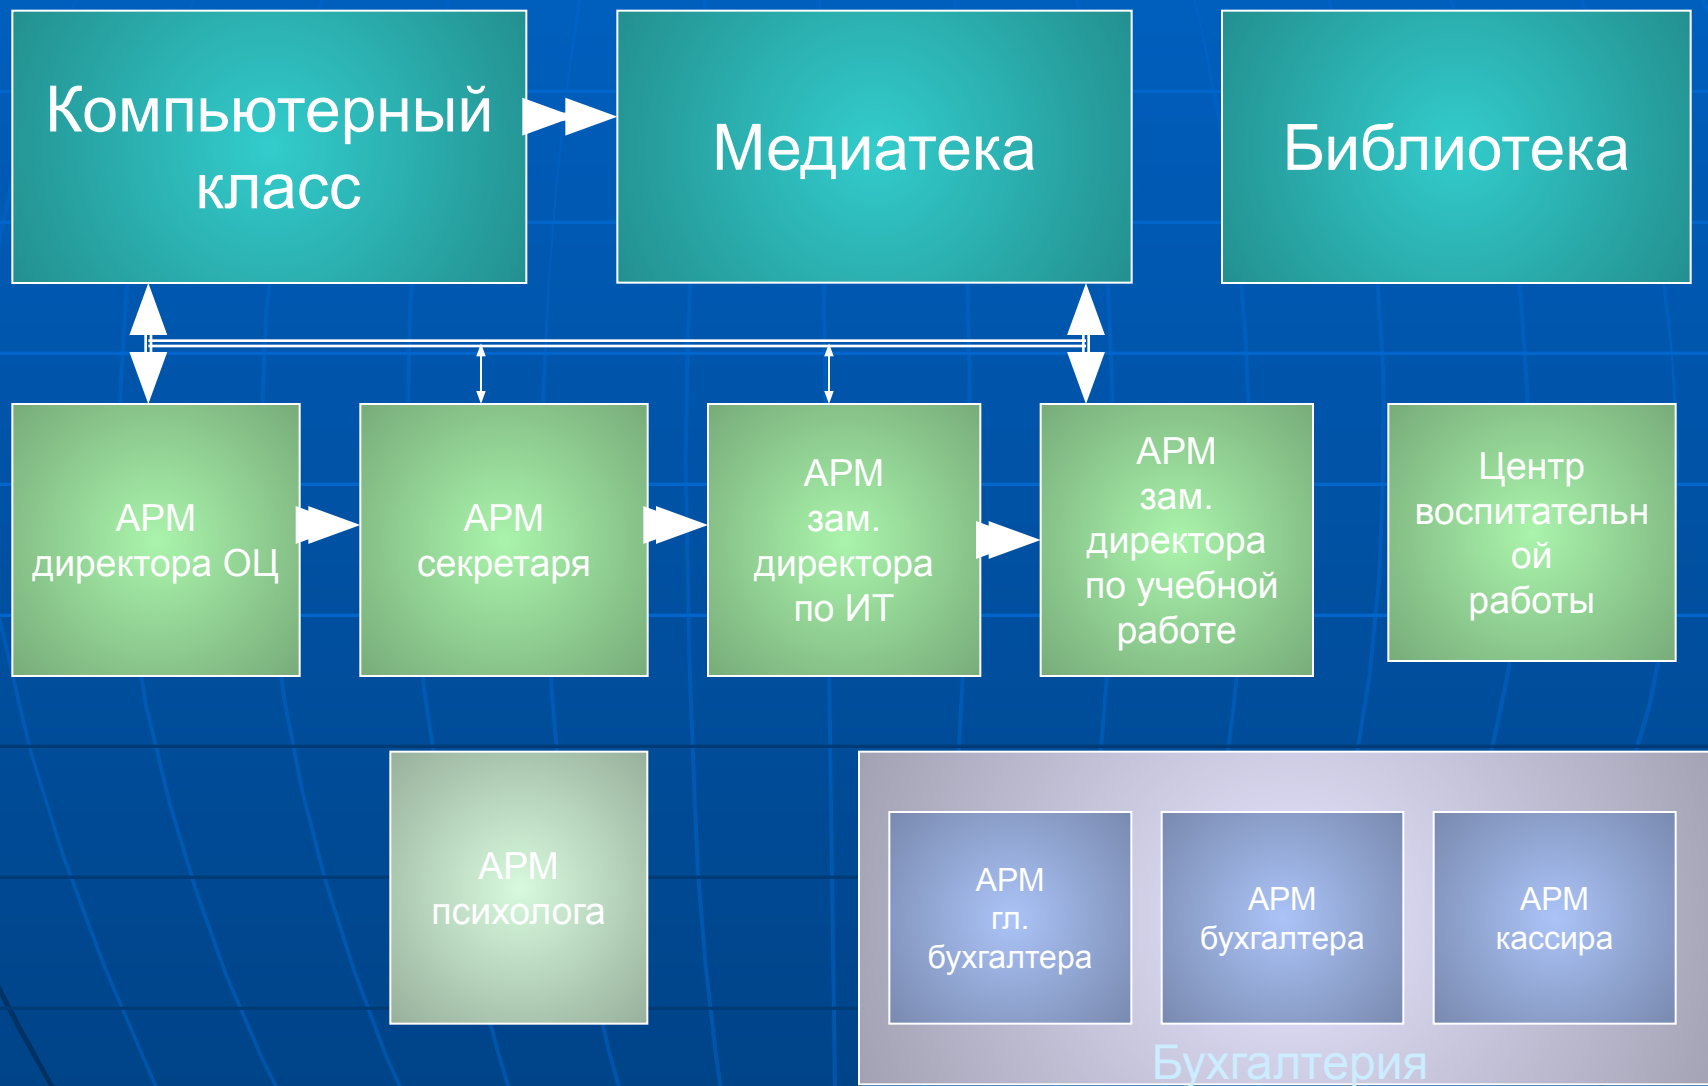 Компьютерный
класс
Медиатека
Библиотека
АРМ
директора ОЦ
АРМ
секретаря
АРМ
зам.
директора
по ИТ
АРМ
зам.
директора
по учебной
работе
Центр
воспитательн
ой
работы
АРМ
психолога
АРМ
гл.
бухгалтера
АРМ
бухгалтера
АРМ
кассира
Бухгалтерия